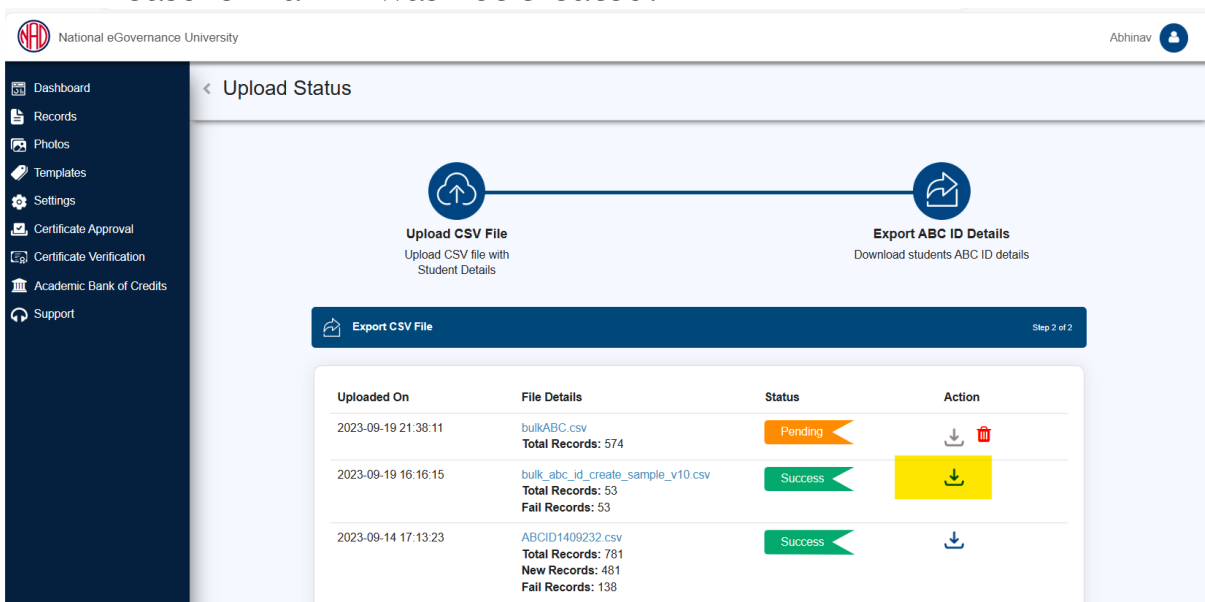 NAD
National eGovernance University
Abhinav
Dashboard
Records
Photos
Templates
Settings
Certificate Approval
Certificate Verification
Academic Bank of Credits
Support
Upload Status
Upload CSV File
Upload CSV file with
Student Details
Export ABC ID Details
Download students ABC ID details
Export CSV File
Step 2 of 2
Uploaded On File Details Status Action
2023-09-19 21:38:11 bulkABC.csv Pending
Total Records: 574
2023-09-19 16:16:15 bulk_abc_id_create_sample_v10.csv Success
Total Records: 53
Fail Records: 53
2023-09-14 17:13:23 ABCID1409232.csv Success
Total Records: 781
New Records: 481
Fail Records: 138